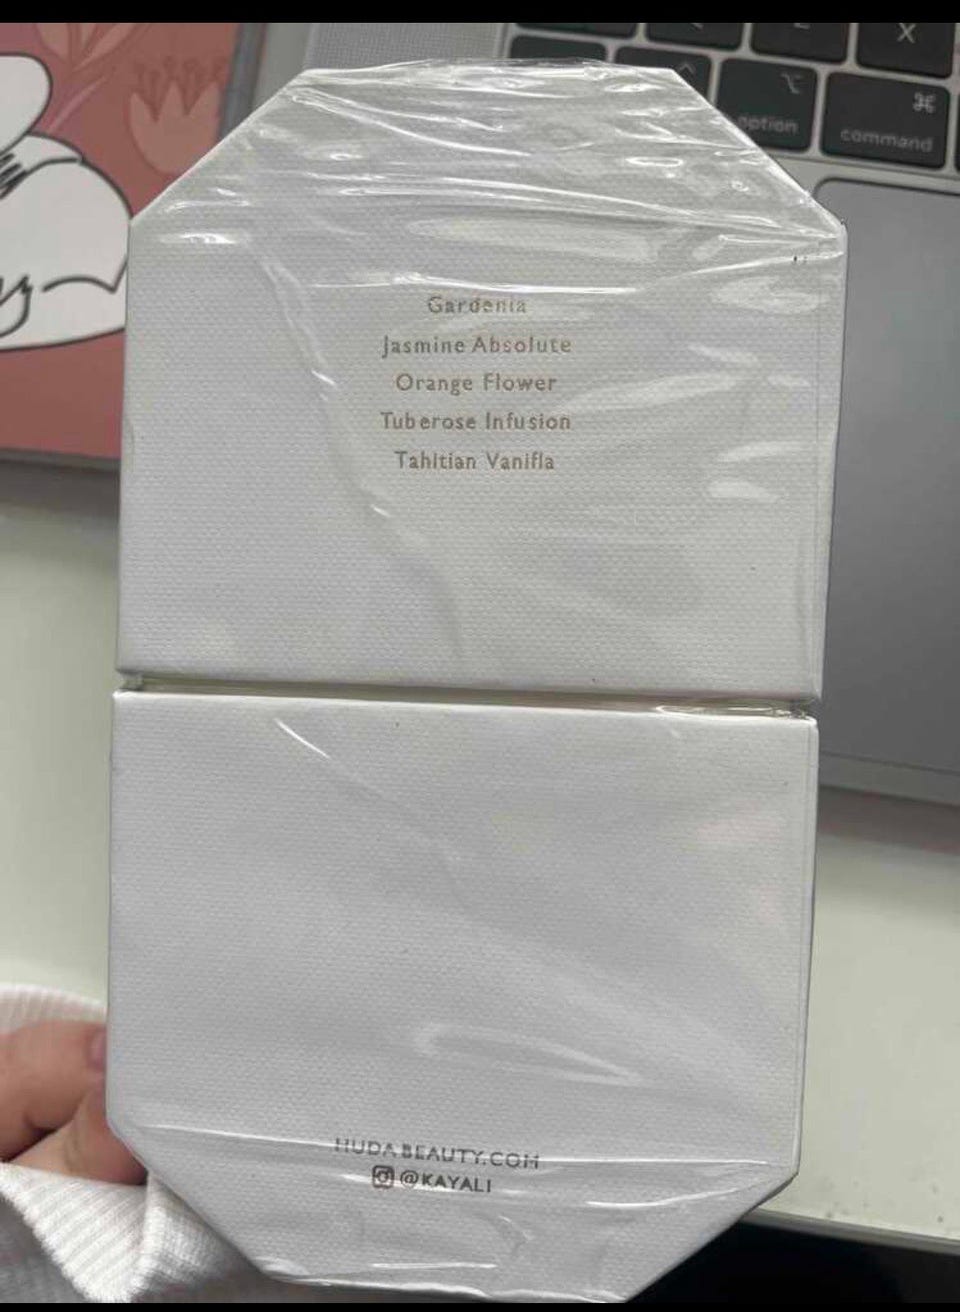 X
option
command
Gardenia
Jasmine Absolute
Orange Flower
Tuberose Infusion
Tahitian Vanilla
HUDABEAUTY.COM
@KAYALI